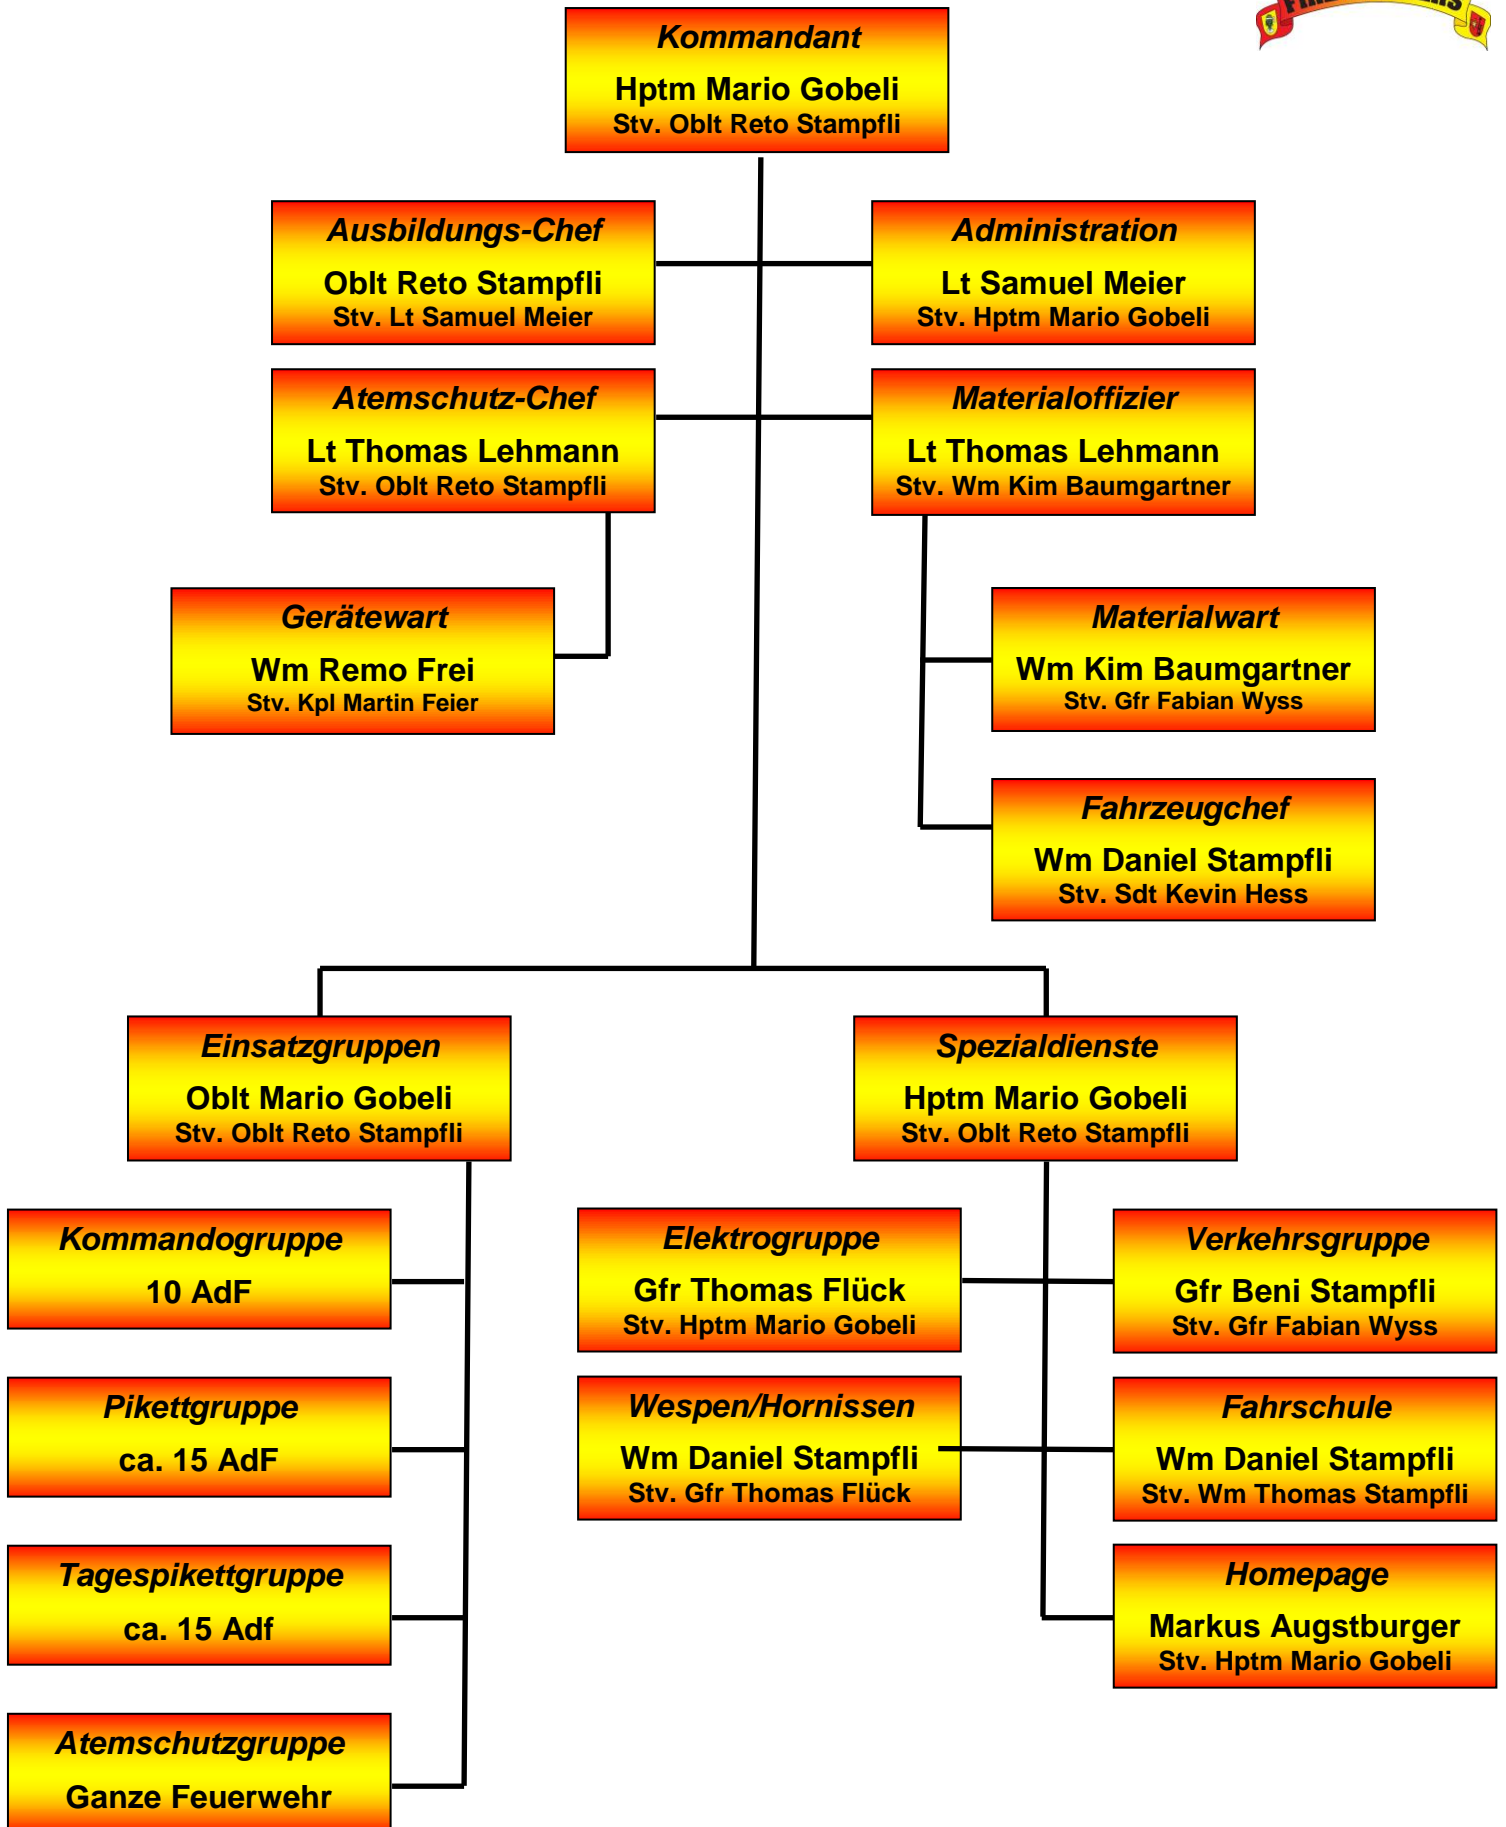 Kommandant
Hptm Mario Gobeli
Stv. Oblt Reto Stampfli
Ausbildungs-Chef
Oblt Reto Stampfli
Stv. Lt Samuel Meier
Administration
Lt Samuel Meier
Stv. Hptm Mario Gobeli
Atemschutz-Chef
Lt Thomas Lehmann
Stv. Oblt Reto Stampfli
Materialoffizier
Lt Thomas Lehmann
Stv. Wm Kim Baumgartner
Gerätewart
Wm Remo Frei
Stv. Kpl Martin Feier
Materialwart
Wm Kim Baumgartner
Stv. Gfr Fabian Wyss
Fahrzeugchef
Wm Daniel Stampfli
Stv. Sdt Kevin Hess
Einsatzgruppen
Oblt Mario Gobeli
Stv. Oblt Reto Stampfli
Spezialdienste
Hptm Mario Gobeli
Stv. Oblt Reto Stampfli
Kommandogruppe
10 AdF
Pikettgruppe
ca. 15 AdF
Tagespikettgruppe
ca. 15 Adf
Atemschutzgruppe
Ganze Feuerwehr
Elektrogruppe
Gfr Thomas Flück
Stv. Hptm Mario Gobeli
Verkehrsgruppe
Gfr Beni Stampfli
Stv. Gfr Fabian Wyss
Wespen/Hornissen
Wm Daniel Stampfli
Stv. Gfr Thomas Flück
Fahrschule
Wm Daniel Stampfli
Stv. Wm Thomas Stampfli
Homepage
Markus Augstburger
Stv. Hptm Mario Gobeli